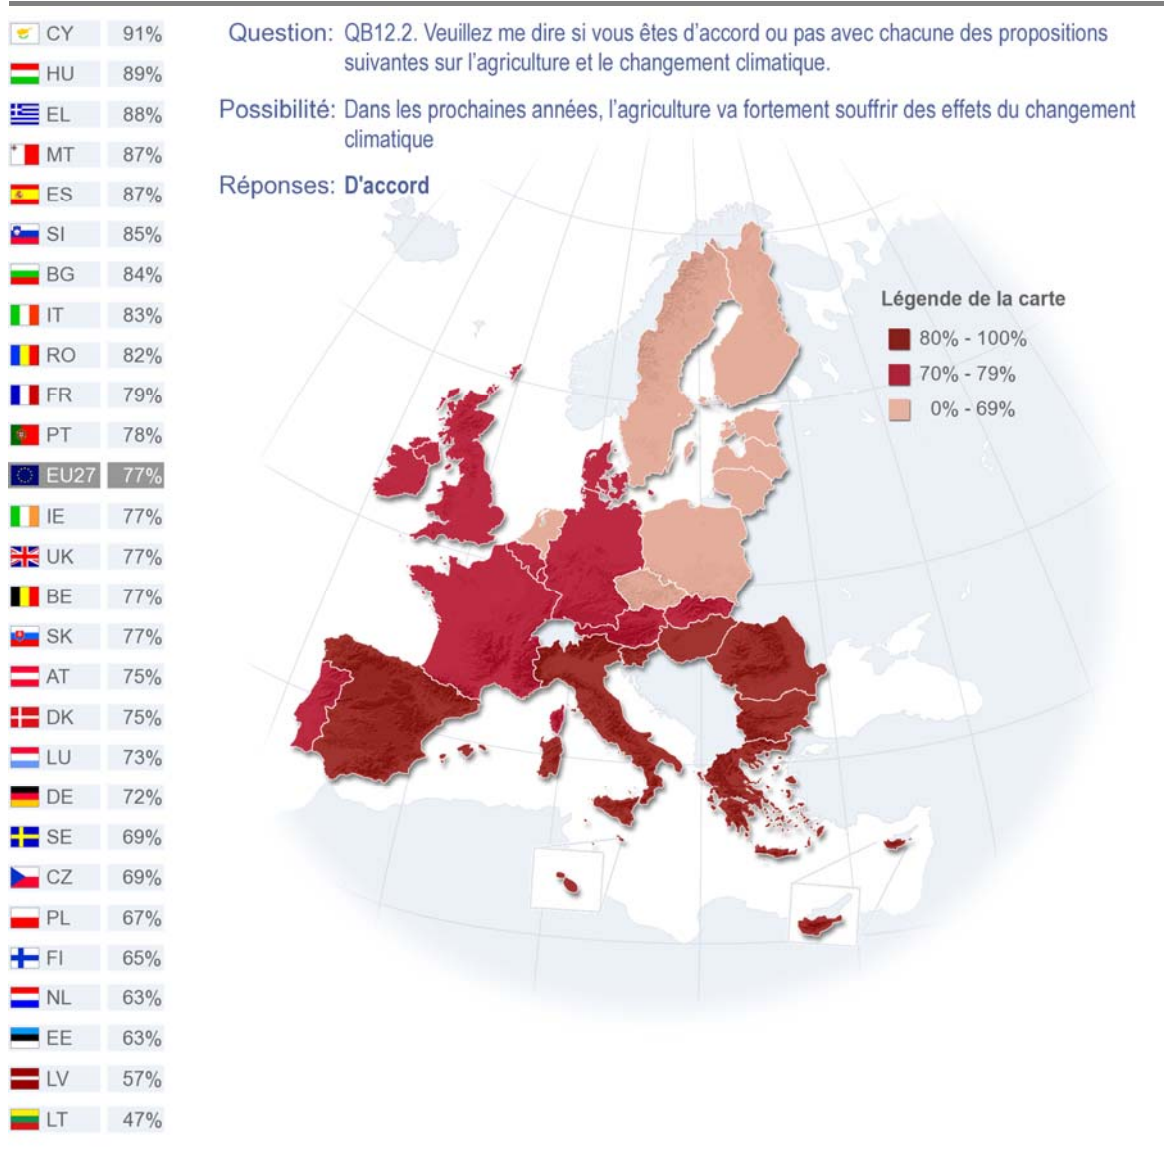 Question: QB12.2. Veuillez me dire si vous êtes d’accord ou pas avec chacune des propositions
suivantes sur l’agriculture et le changement climatique.
Possibilité: Dans les prochaines années, l’agriculture va fortement souffrir des effets du changement
climatique
Réponses: D'accord
CY 91%
HU 89%
EL 88%
MT 87%
ES 87%
SI 85%
BG 84%
IT 83%
RO 82%
FR 79%
PT 78%
EU27 77%
IE 77%
UK 77%
BE 77%
SK 77%
AT 75%
DK 75%
LU 73%
DE 72%
SE 69%
CZ 69%
PL 67%
FI 65%
NL 63%
EE 63%
LV 57%
LT 47%
Légende de la carte
80% - 100%
70% - 79%
0% - 69%